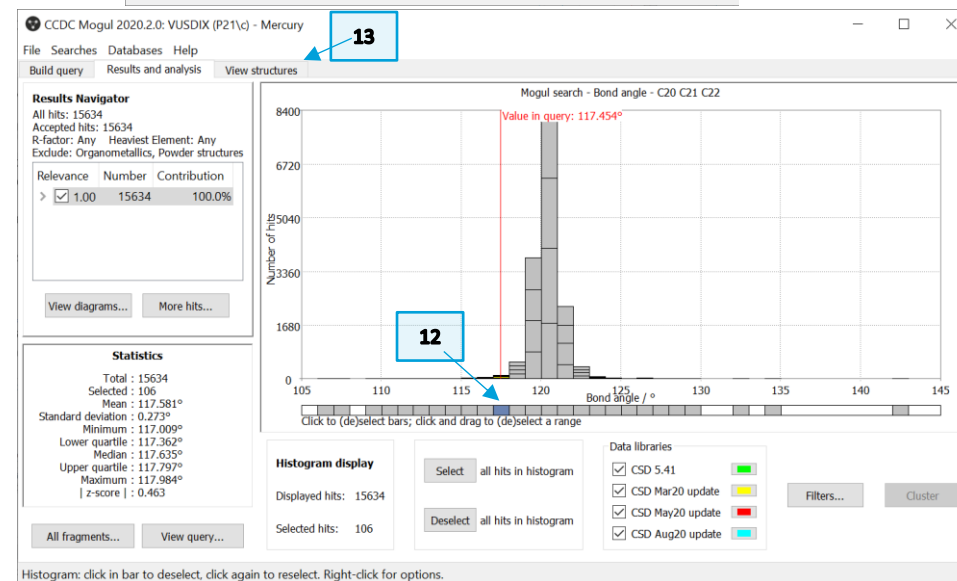 CCDC Mogul 2020.2.0: VUSDIX (P21\c) - Mercury
13
File Searches Databases Help
Build query Results and analysis View structures
Results Navigator
All hits: 15634
Accepted hits: 15634
R-factor: Any Heaviest Element: Any
Exclude: Organometallics, Powder structures
Relevance Number Contribution
1.00 15634 100.0%
View diagrams... More hits...
Statistics
Total : 15634
Selected : 106
Mean : 117.581°
Standard deviation : 0.273°
Minimum : 117.009°
Lower quartile : 117.362°
Median : 117.635°
Upper quartile : 117.797°
Maximum : 117.984°
| z-score | : 0.463
All fragments... View query...
Mogul search - Bond angle - C20 C21 C22
Value in query: 117.454°
8400
6720
5040
3360
1680
0
Number of hits
12
105 110 115 120 125 130 135 140 145
Bond angle / °
Click to (de)select bars; click and drag to (de)select a range
Histogram display
Displayed hits: 15634
Selected hits: 106
Select all hits in histogram
Deselect all hits in histogram
Data libraries
CSD 5.41
CSD Mar20 update
CSD May20 update
CSD Aug20 update
Filters... Cluster
Histogram: click in bar to deselect, click again to reselect. Right-click for options.